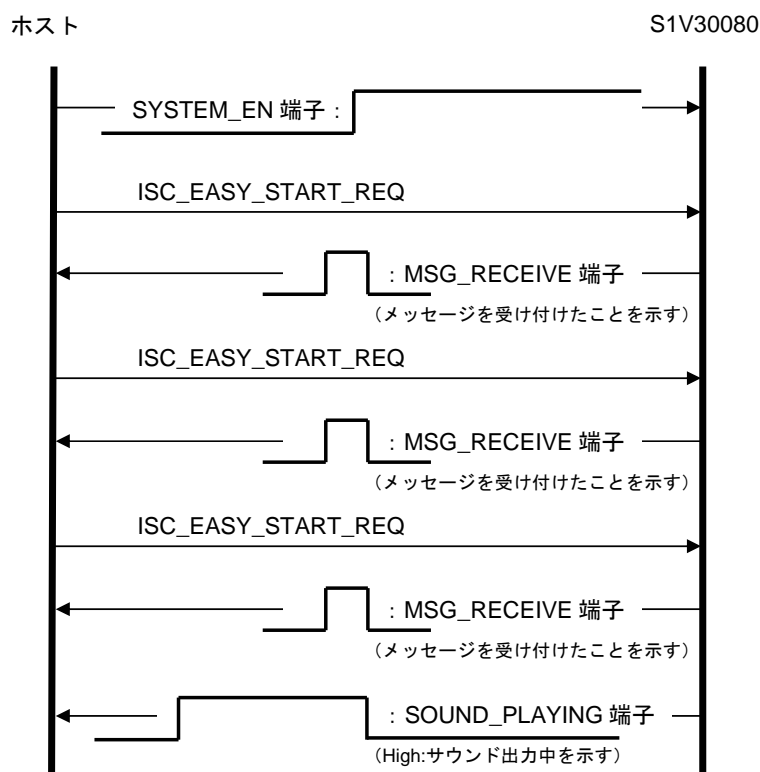 ホスト
S1V30080
SYSTEM_EN 端子：
ISC_EASY_START_REQ
：MSG_RECEIVE 端子
（メッセージを受け付けたことを示す）
ISC_EASY_START_REQ
：MSG_RECEIVE 端子
（メッセージを受け付けたことを示す）
ISC_EASY_START_REQ
：MSG_RECEIVE 端子
（メッセージを受け付けたことを示す）
：SOUND_PLAYING 端子
（High:サウンド出力中を示す）